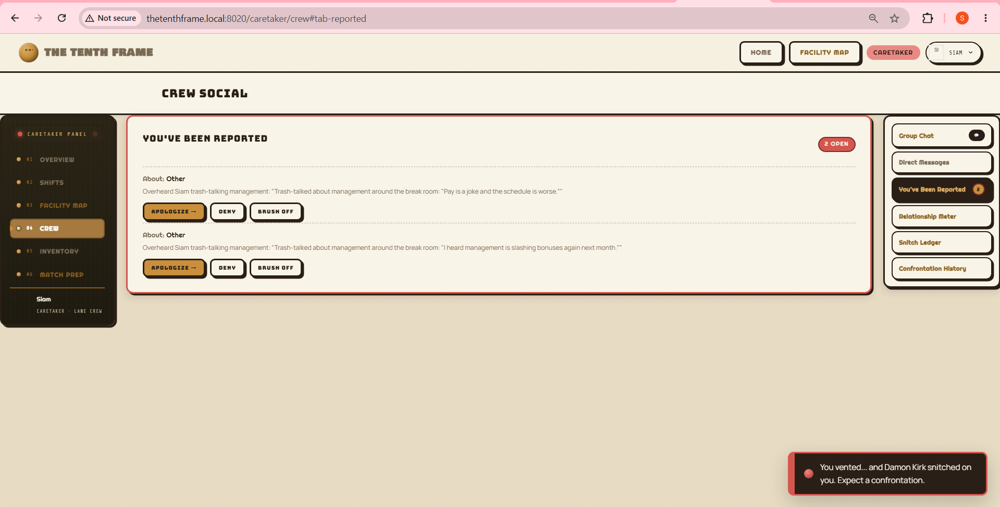 Not secure
thetenthframe.local:8020/caretaker/crew#tab-reported
S
THE TENTH FRAME
HOME
FACILITY MAP
CARETAKER
SI
SIAM
CREW SOCIAL
CARETAKER PANEL
01 OVERVIEW
02 SHIFTS
03 FACILITY MAP
04 CREW
05 INVENTORY
06 MATCH PREP
Siam
CARETAKER · LANE CREW
YOU'VE BEEN REPORTED
2 OPEN
About: Other
Overheard Siam trash-talking management: "Trash-talked about management around the break room: "Pay is a joke and the schedule is worse.""
APOLOGIZE →
DENY
BRUSH OFF
About: Other
Overheard Siam trash-talking management: "Trash-talked about management around the break room: "I heard management is slashing bonuses again next month.""
APOLOGIZE →
DENY
BRUSH OFF
Group Chat
Direct Messages
You've Been Reported 2
Relationship Meter
Snitch Ledger
Confrontation History
You vented... and Damon Kirk snitched on
you. Expect a confrontation.